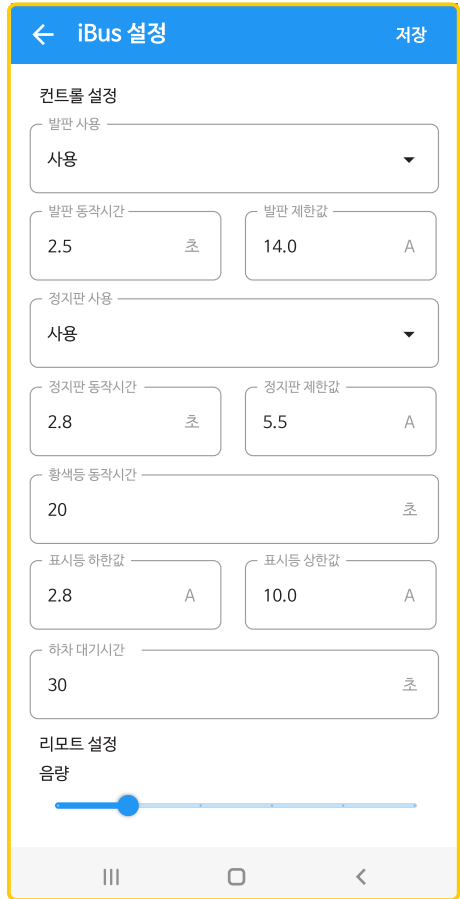 iBus 설정 저장
컨트롤 설정
발판 사용
사용
발판 동작시간 발판 제한값
2.5 초 14.0 A
정지판 사용
사용
정지판 동작시간 정지판 제한값
2.8 초 5.5 A
황색등 동작시간
20 초
표시등 하한값 표시등 상한값
2.8 A 10.0 A
하차 대기시간
30 초
리모트 설정
음량